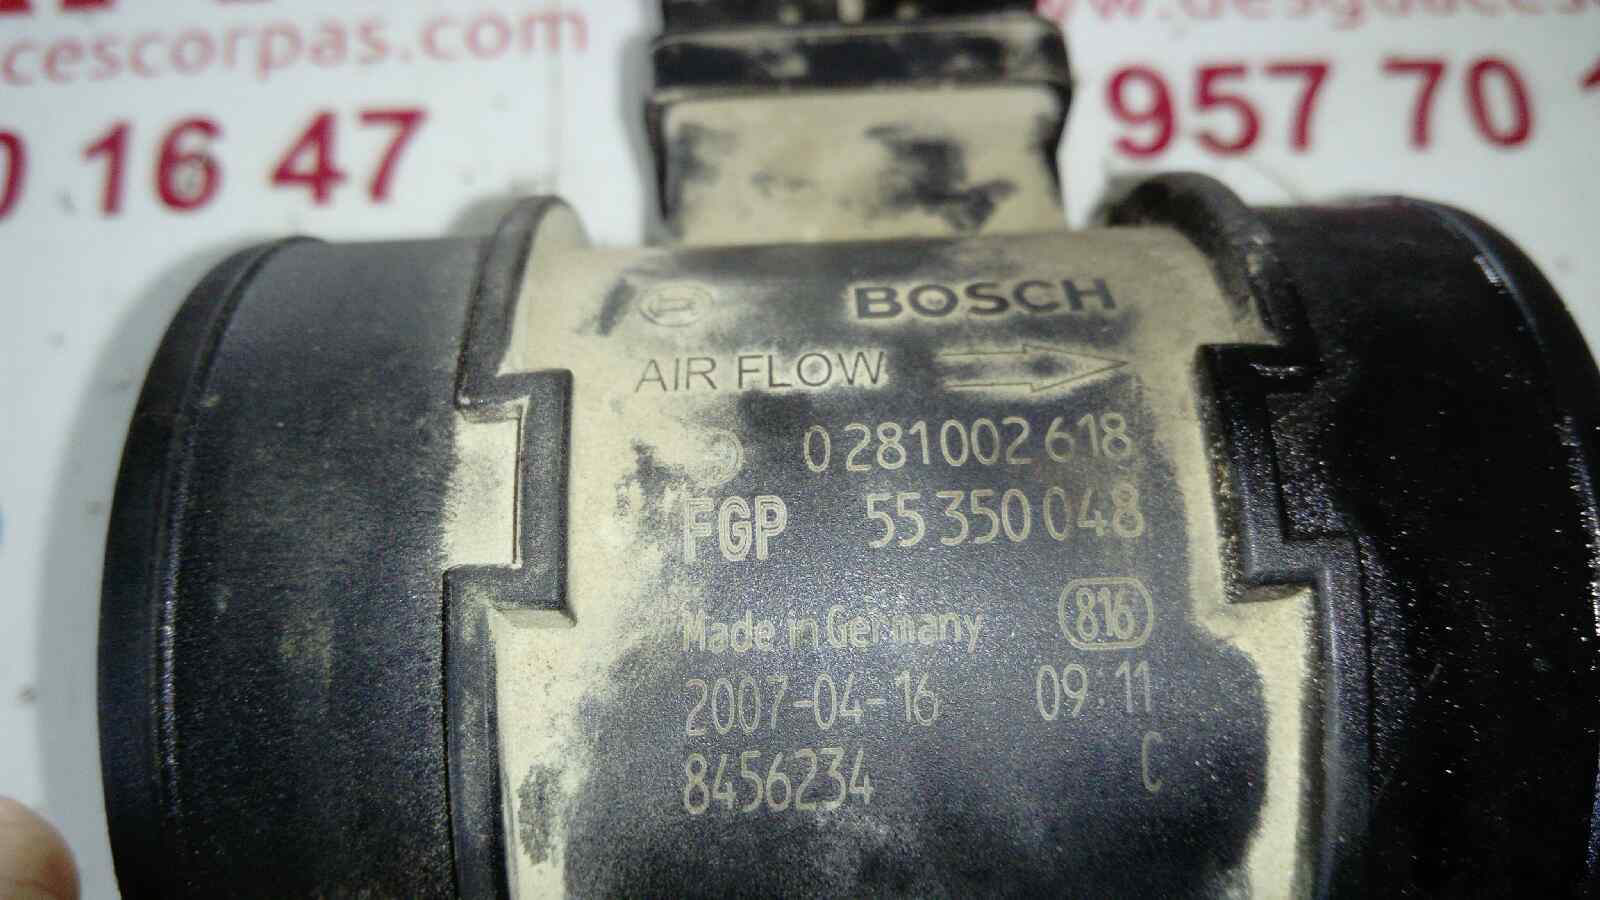 cescorpas.com
0 16 47
957 70 1
BOSCH
AIR FLOW
0 281 002 618
FGP 55 350 048
Made in Germany 816
2007-04-16 09:11
8456234 C